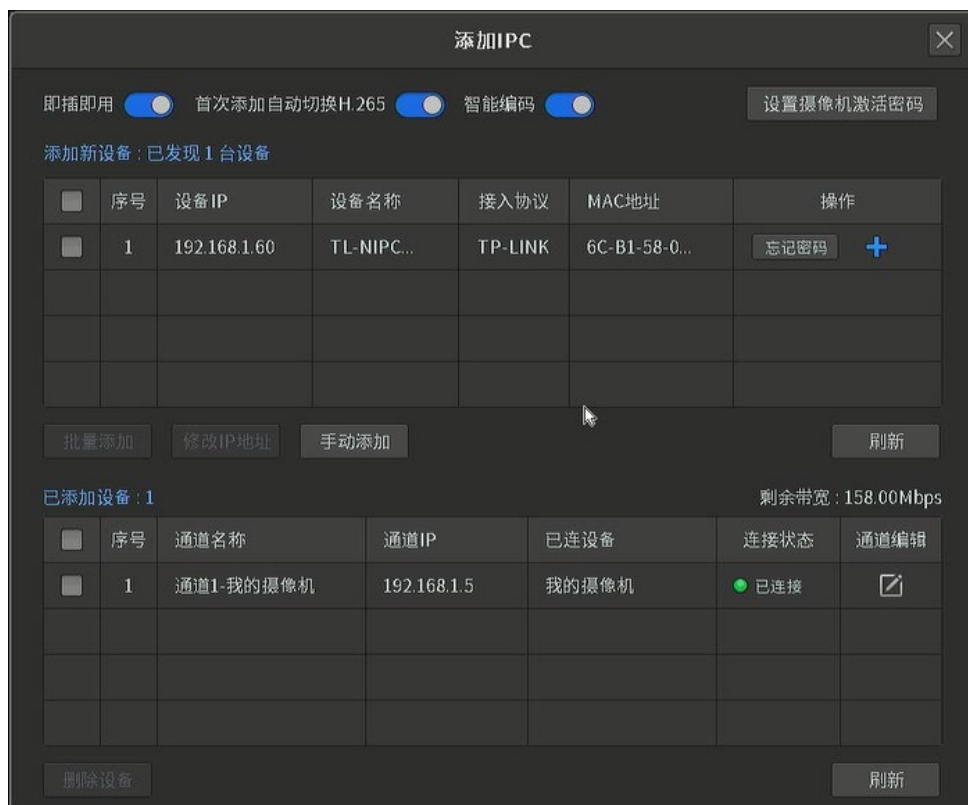 添加IPC
即插即用 首次添加自动切换H.265 智能编码 设置摄像机激活密码
添加新设备 : 已发现 1 台设备
序号 设备IP 设备名称 接入协议 MAC地址 操作
1 192.168.1.60 TL-NIPC... TP-LINK 6C-B1-58-0... 忘记密码
批量添加 修改IP地址 手动添加 刷新
已添加设备 : 1 剩余带宽 : 158.00Mbps
序号 通道名称 通道IP 已连设备 连接状态 通道编辑
1 通道1-我的摄像机 192.168.1.5 我的摄像机 已连接
删除设备 刷新